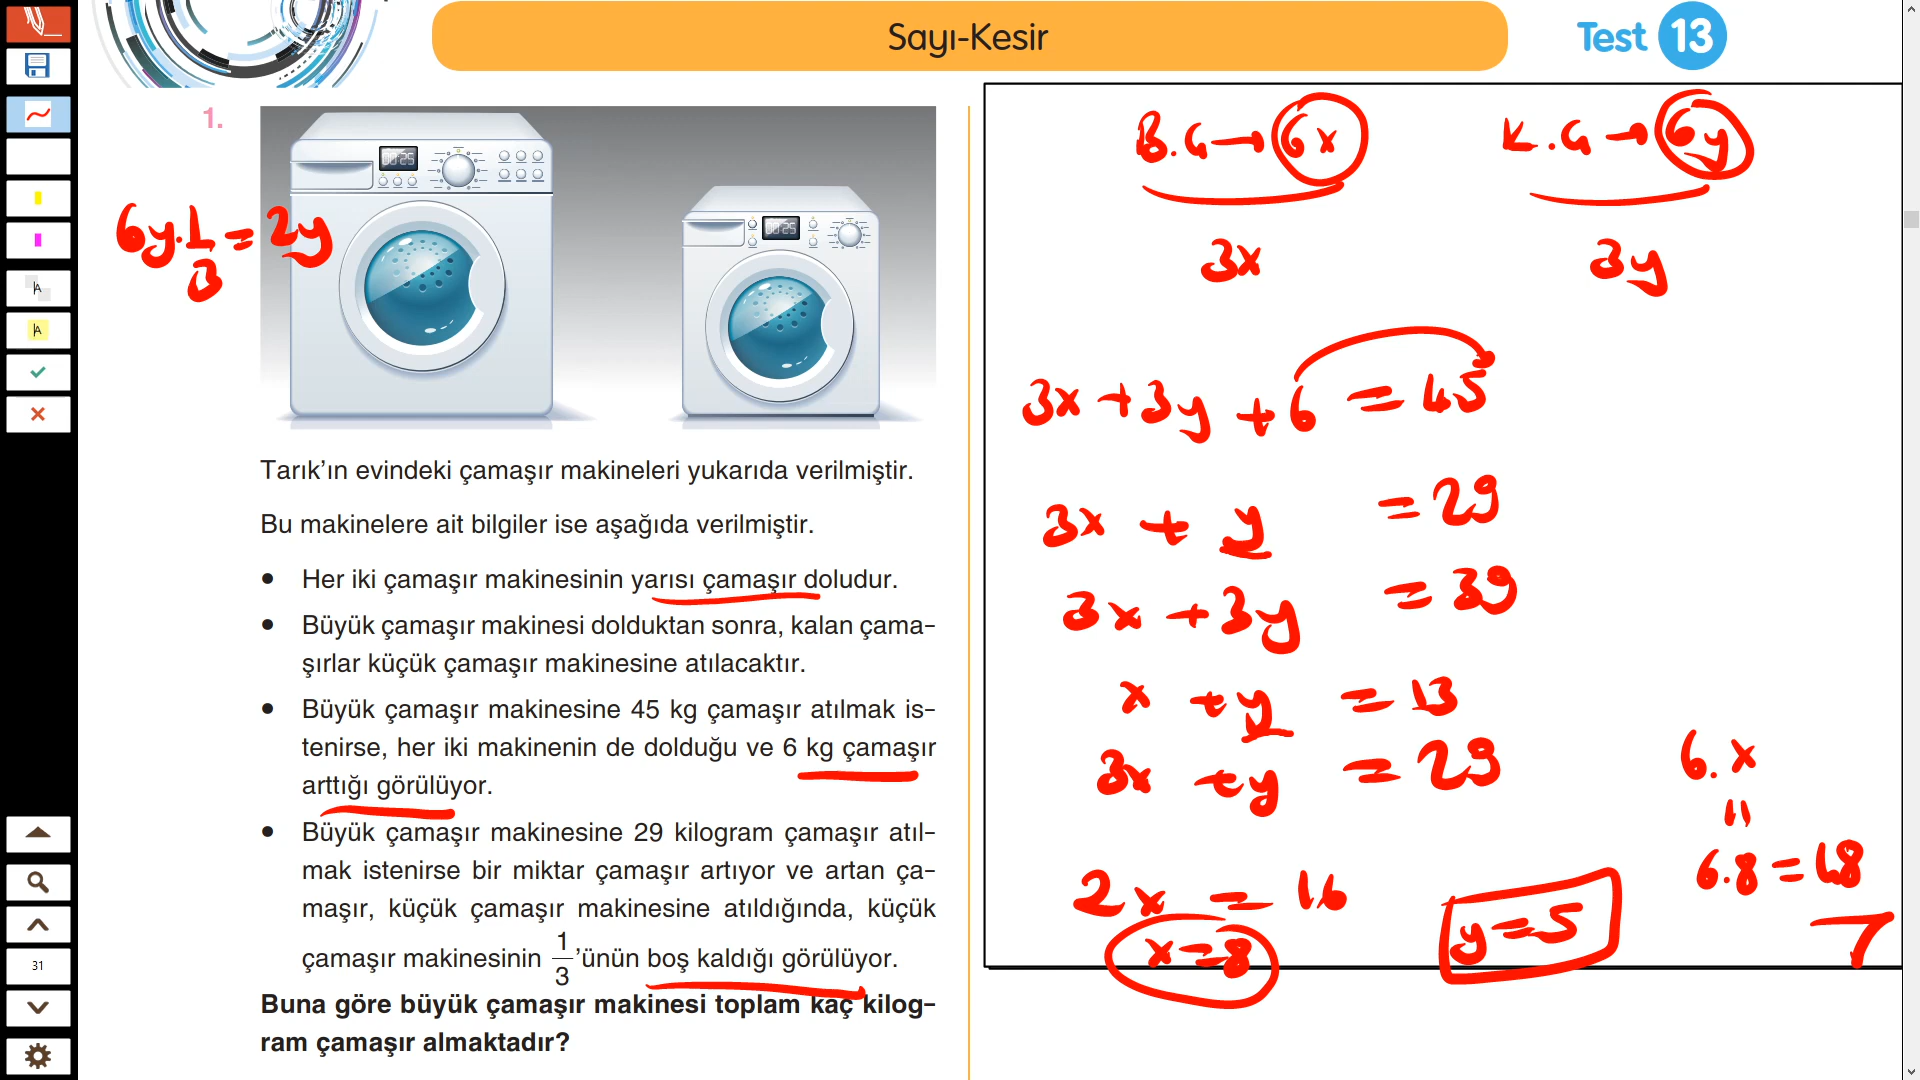 Sayı-Kesir
Test 13
1.
00:25
00:25
6y.1/3 = 2y
Tarık’ın evindeki çamaşır makineleri yukarıda verilmiştir.
Bu makinelere ait bilgiler ise aşağıda verilmiştir.
● Her iki çamaşır makinesinin yarısı çamaşır doludur.
● Büyük çamaşır makinesi dolduktan sonra, kalan çama-
şırlar küçük çamaşır makinesine atılacaktır.
● Büyük çamaşır makinesine 45 kg çamaşır atılmak is-
tenirse, her iki makinenin de dolduğu ve 6 kg çamaşır
arttığı görülüyor.
● Büyük çamaşır makinesine 29 kilogram çamaşır atıl-
mak istenirse bir miktar çamaşır artıyor ve artan ça-
maşır, küçük çamaşır makinesine atıldığında, küçük
çamaşır makinesinin 1/3’ünün boş kaldığı görülüyor.
Buna göre büyük çamaşır makinesi toplam kaç kilog-
ram çamaşır almaktadır?
B.G→6x
K.G→6y
3x
3y
3x+3y+6=45
3x + y = 29
3x+3y = 39
x +y = 13
3x +y = 29
2x = 16
x=8
y=5
6.x
=
6.8=48
A
A
31